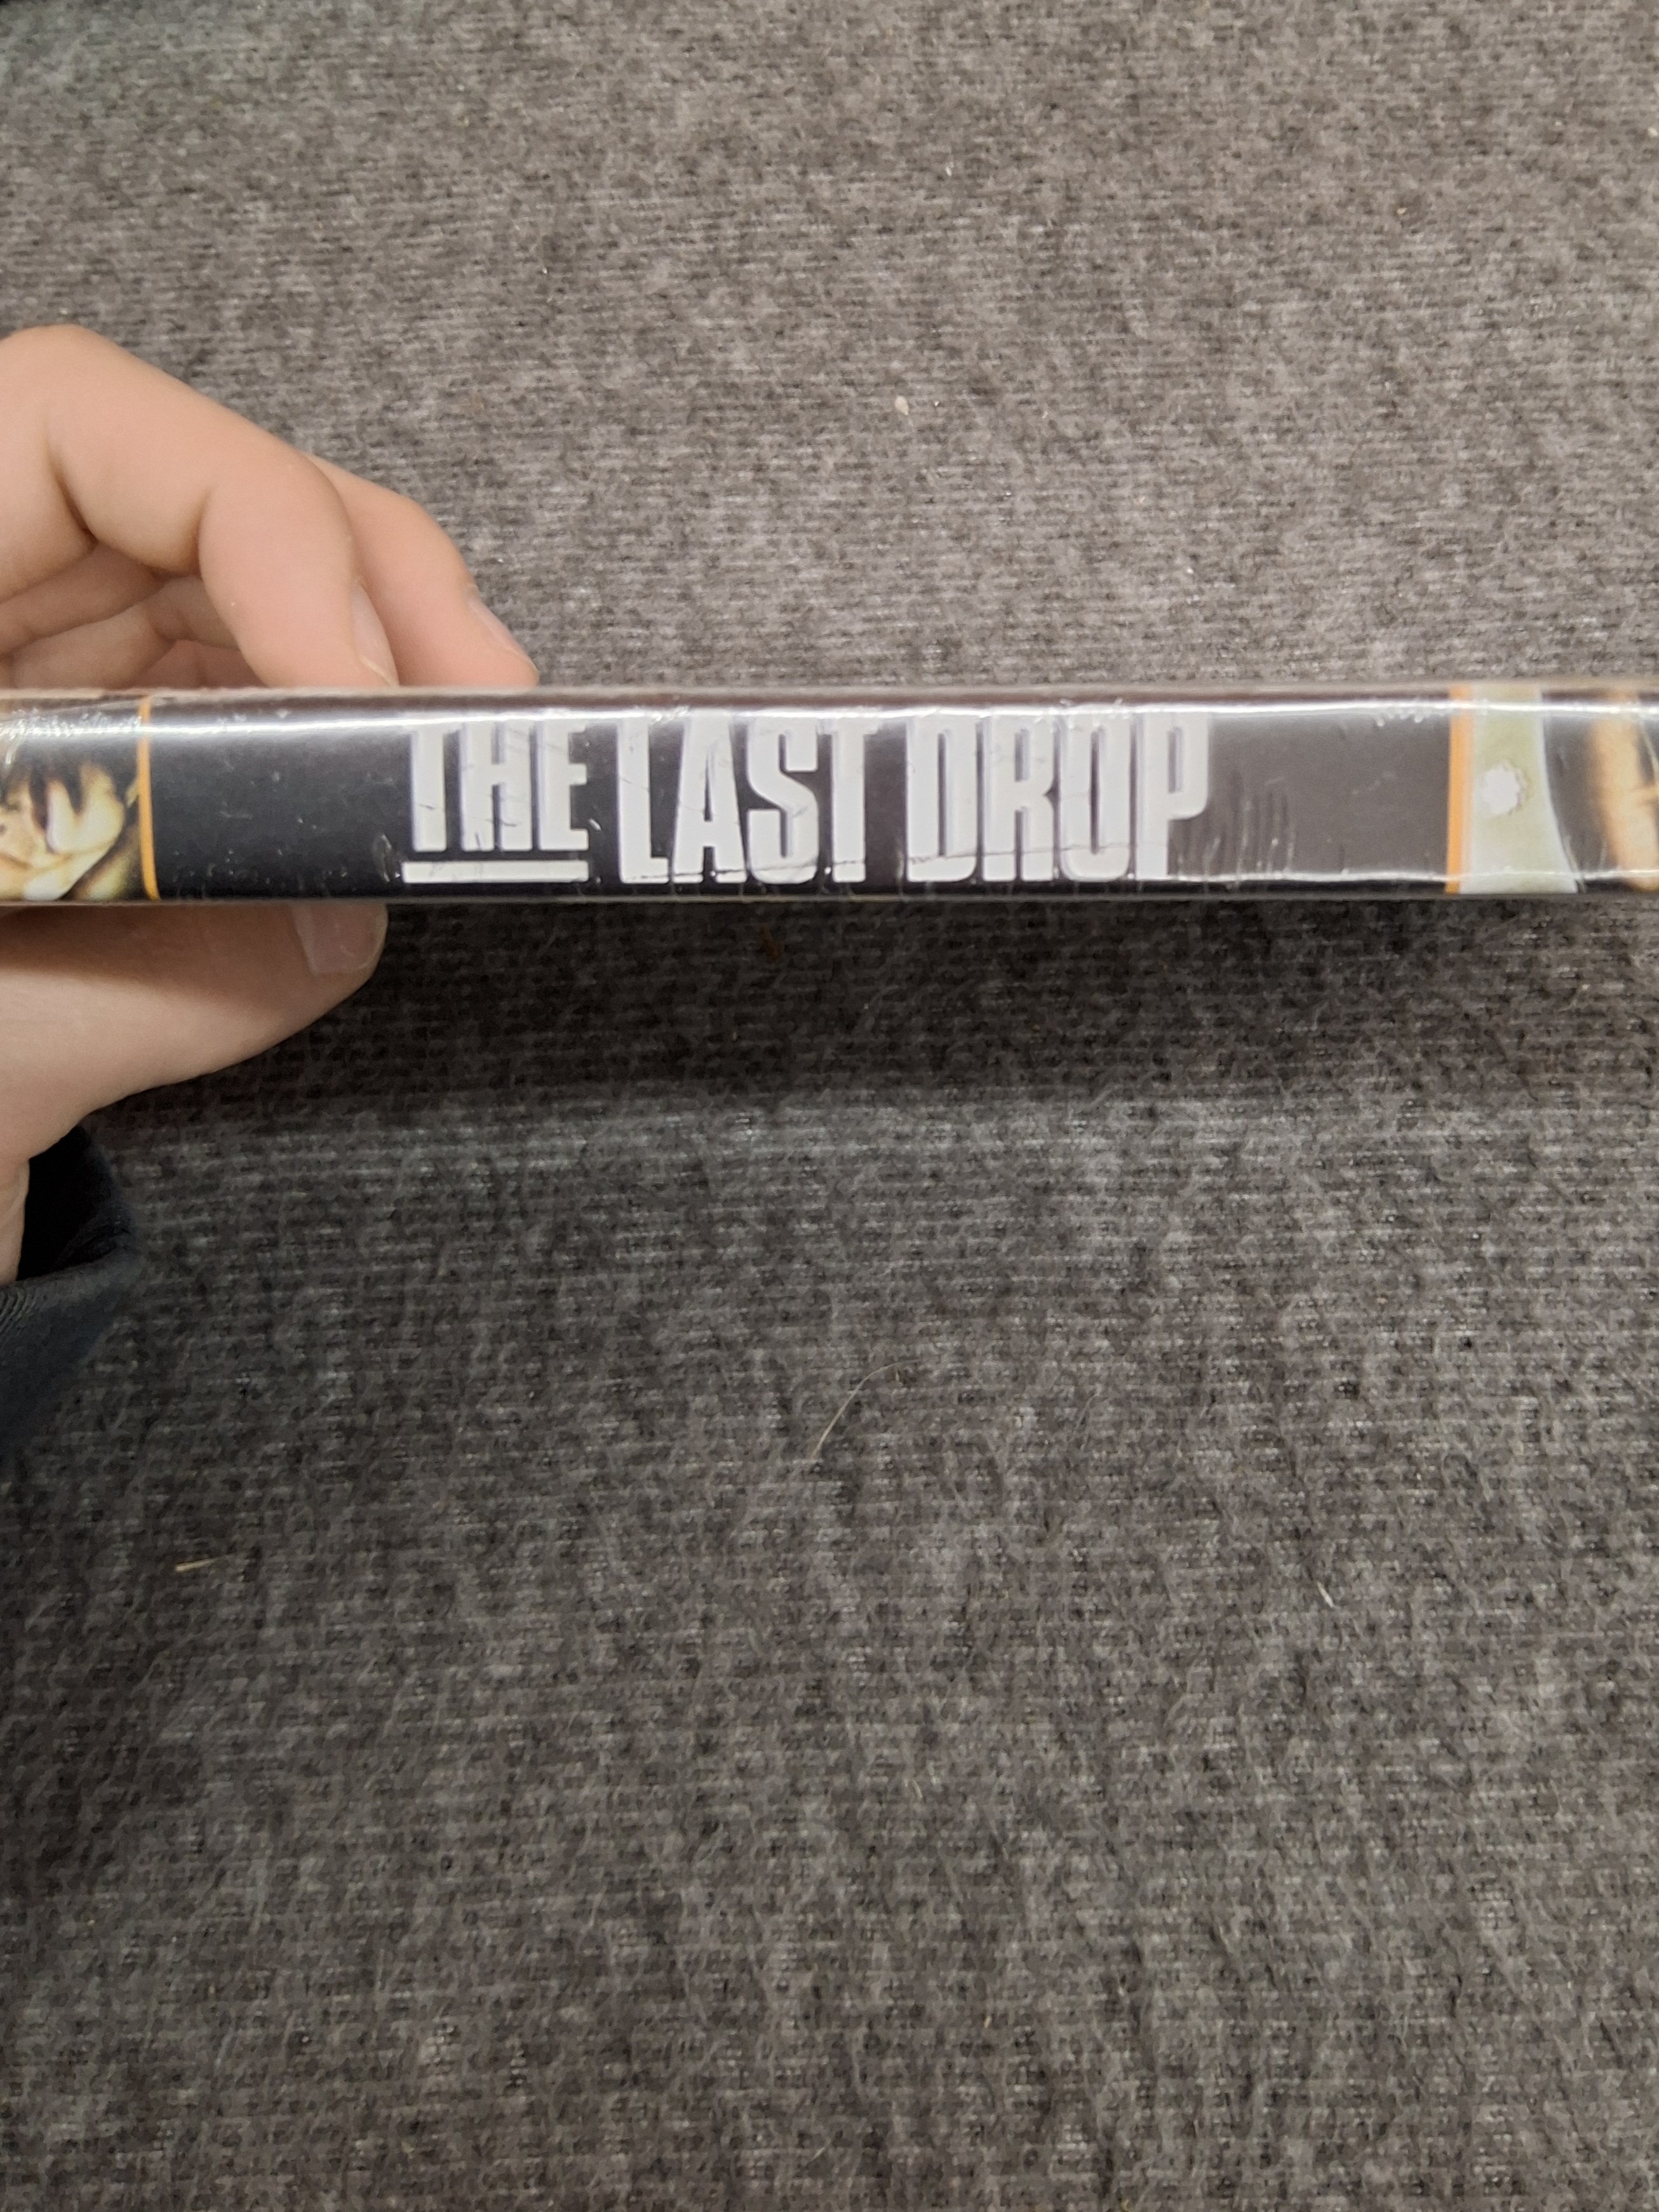 THE LAST DROP